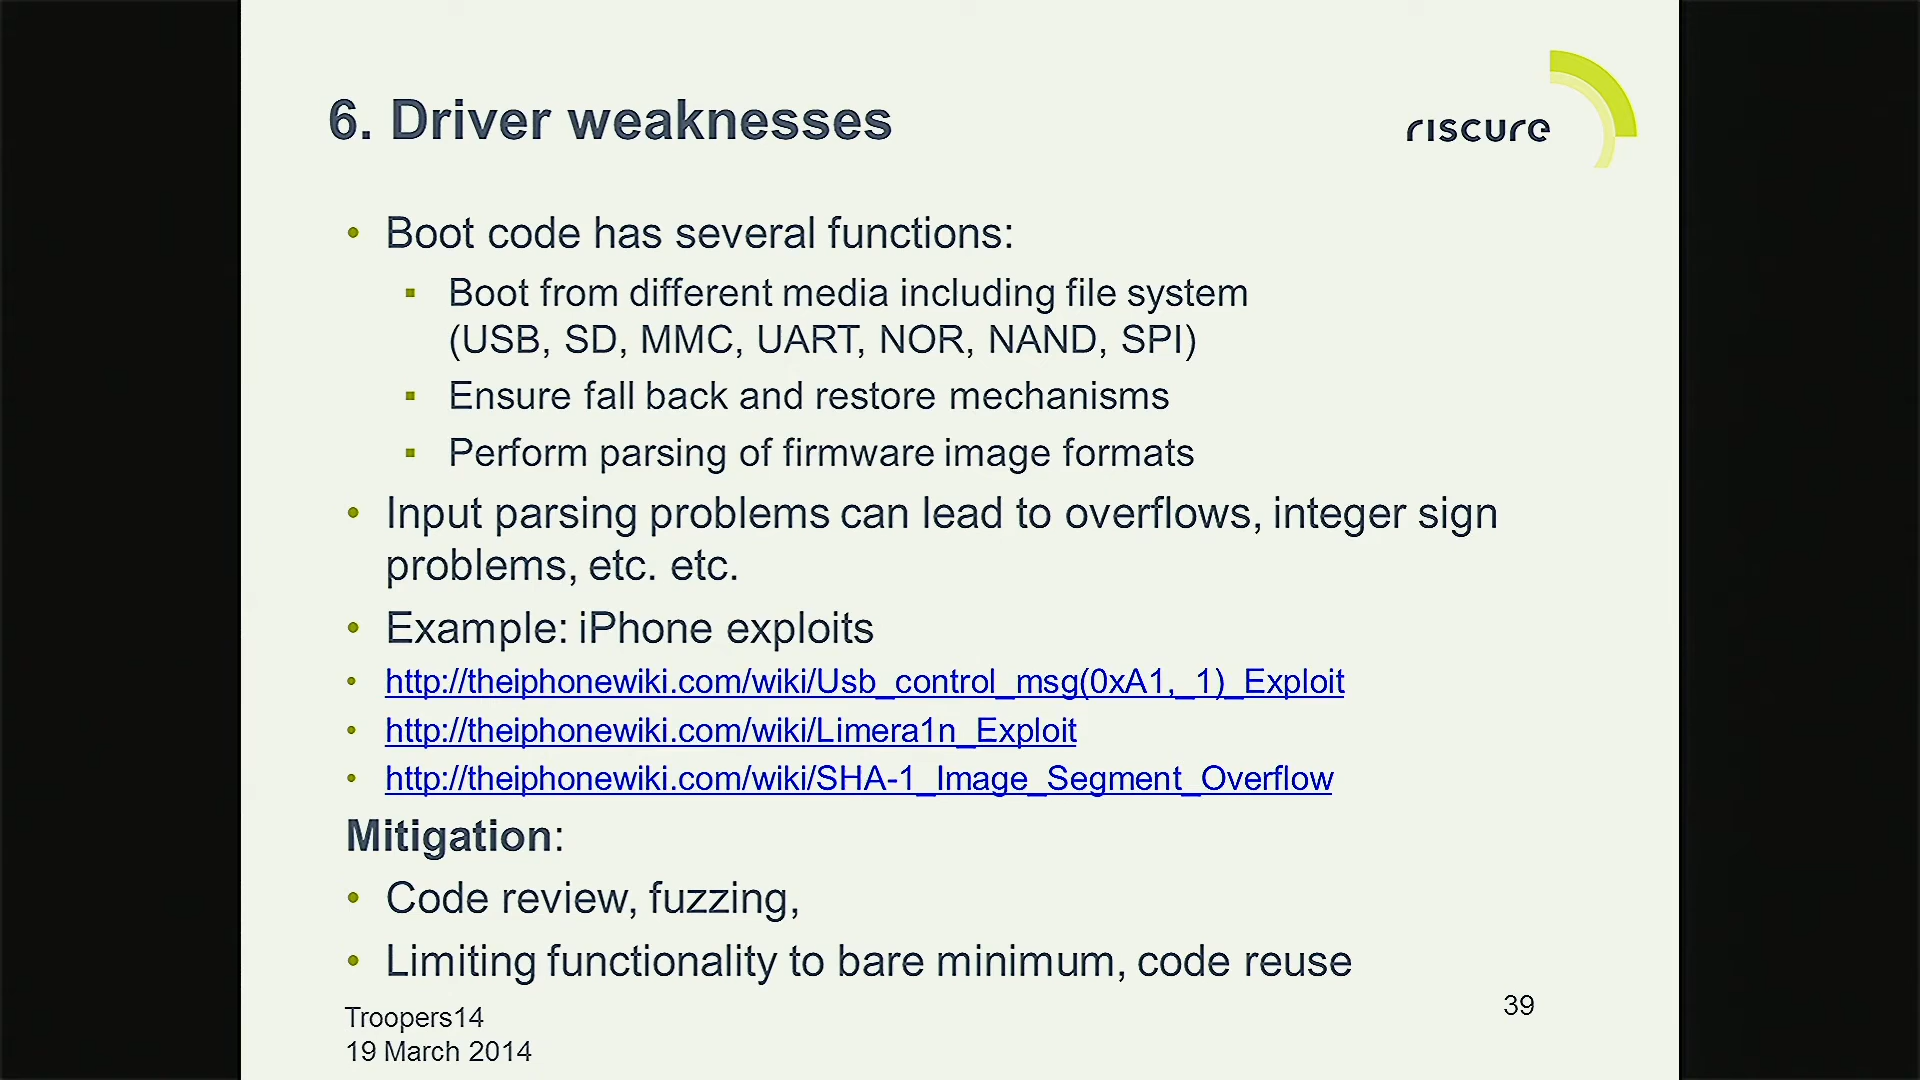 6. Driver weaknesses
riscure
• Boot code has several functions:
▪ Boot from different media including file system
(USB, SD, MMC, UART, NOR, NAND, SPI)
▪ Ensure fall back and restore mechanisms
▪ Perform parsing of firmware image formats
• Input parsing problems can lead to overflows, integer sign
problems, etc. etc.
• Example: iPhone exploits
• http://theiphonewiki.com/wiki/Usb_control_msg(0xA1,_1)_Exploit
• http://theiphonewiki.com/wiki/Limera1n_Exploit
• http://theiphonewiki.com/wiki/SHA-1_Image_Segment_Overflow
Mitigation:
• Code review, fuzzing,
• Limiting functionality to bare minimum, code reuse
Troopers14
19 March 2014
39